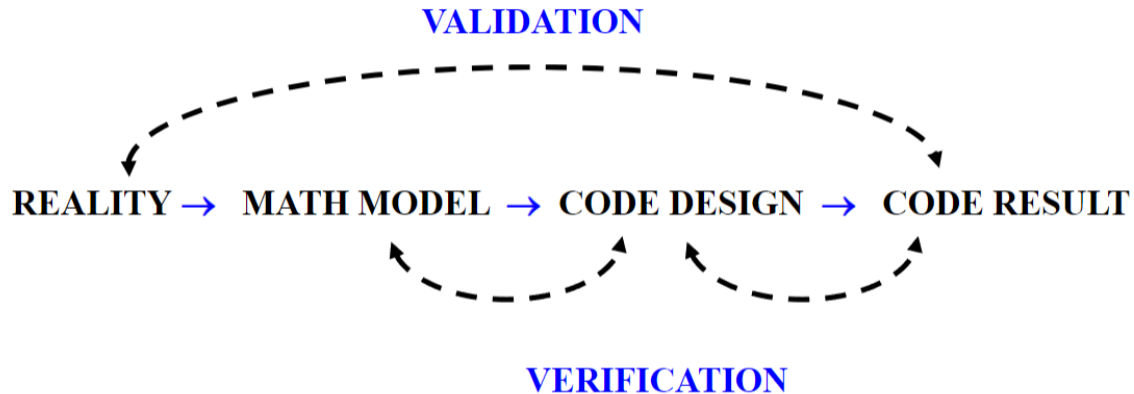 VALIDATION
REALITY → MATH MODEL → CODE DESIGN → CODE RESULT
VERIFICATION